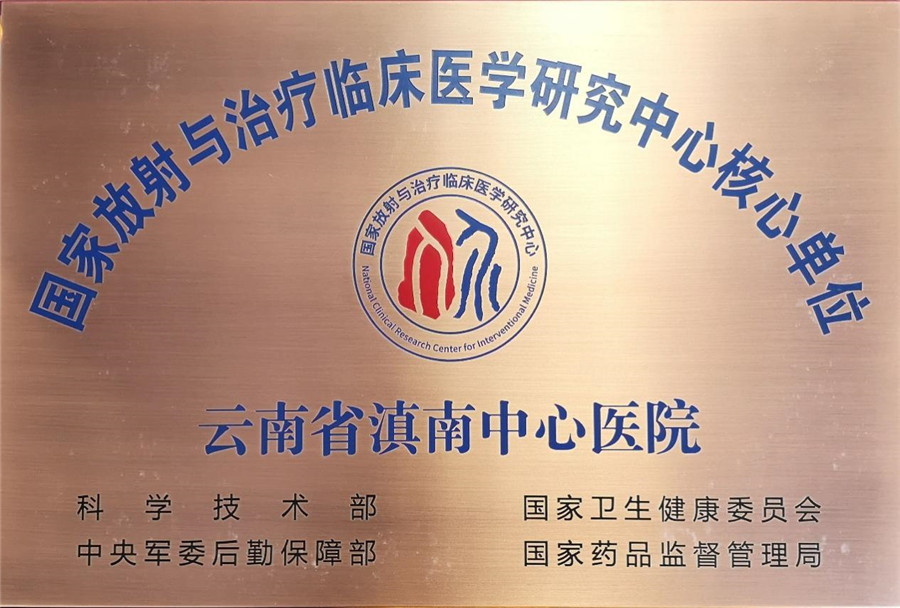 国家放射与治疗临床医学研究中心核心单位
国家放射与治疗临床医学研究中心
National Clinical Research Center for Interventional Medicine
云南省滇南中心医院
科学技术部
国家卫生健康委员会
中央军委后勤保障部
国家药品监督管理局